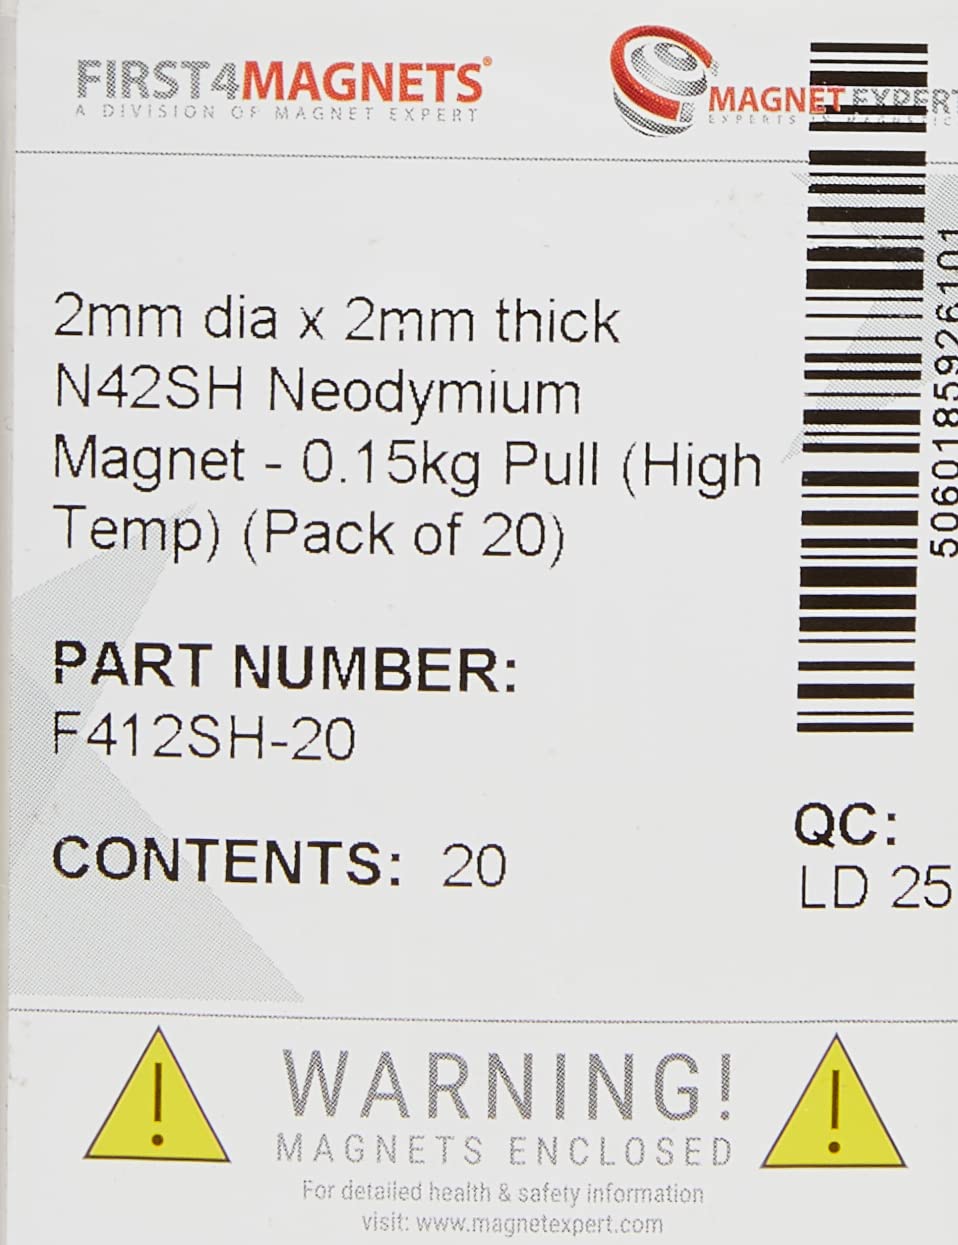 FIRST4MAGNETS®
A DIVISION OF MAGNET EXPERT
MAGNET EXPERT
EXPERTS IN
2mm dia x 2mm thick
N42SH Neodymium
Magnet - 0.15kg Pull (High
Temp) (Pack of 20)
PART NUMBER:
F412SH-20
CONTENTS: 20
5060185926101
QC:
LD 25
WARNING!
MAGNETS ENCLOSED
For detailed health & safety information
visit: www.magnetexpert.com